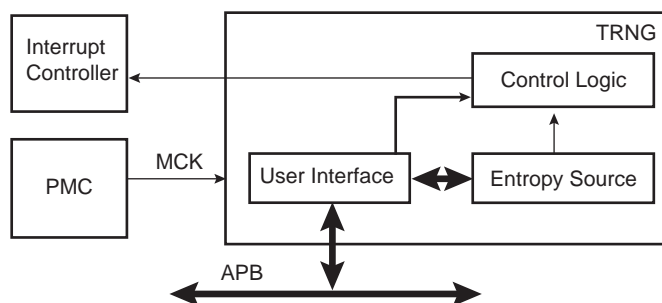 Interrupt
Controller
TRNG
Control Logic
PMC
MCK
User Interface
Entropy Source
APB